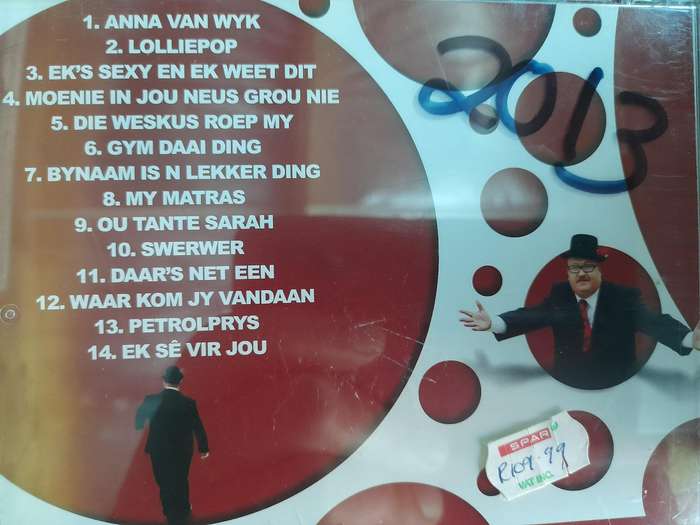 1. ANNA VAN WYK
2. LOLLIEPOP
3. EK'S SEXY EN EK WEET DIT
4. MOENIE IN JOU NEUS GROU NIE
5. DIE WESKUS ROEP MY
6. GYM DAAI DING
7. BYNAAM IS N LEKKER DING
8. MY MATRAS
9. OU TANTE SARAH
10. SWERWER
11. DAAR'S NET EEN
12. WAAR KOM JY VANDAAN
13. PETROLPRYS
14. EK SÊ VIR JOU
2013
SPAR
R109-99
VAT INC.